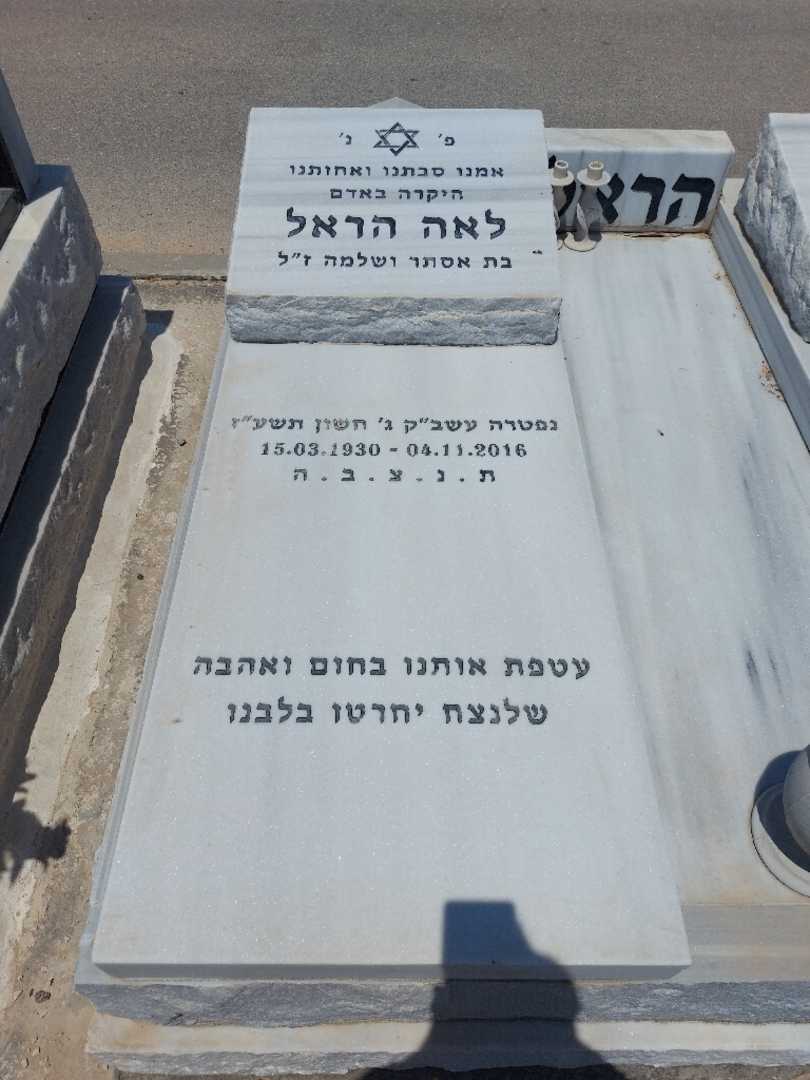 פ' נ'
אמנו סבתנו ואחותנו
היקרה באדם
לאה הראל
בת אסתר ושלמה ז"ל
הראל
נפטרה עשב"ק ג' חשון תשע"ז
15.03.1930 - 04.11.2016
ת.נ.צ.ב.ה
עטפת אותנו בחום ואהבה
שלנצח יחרטו בלבנו